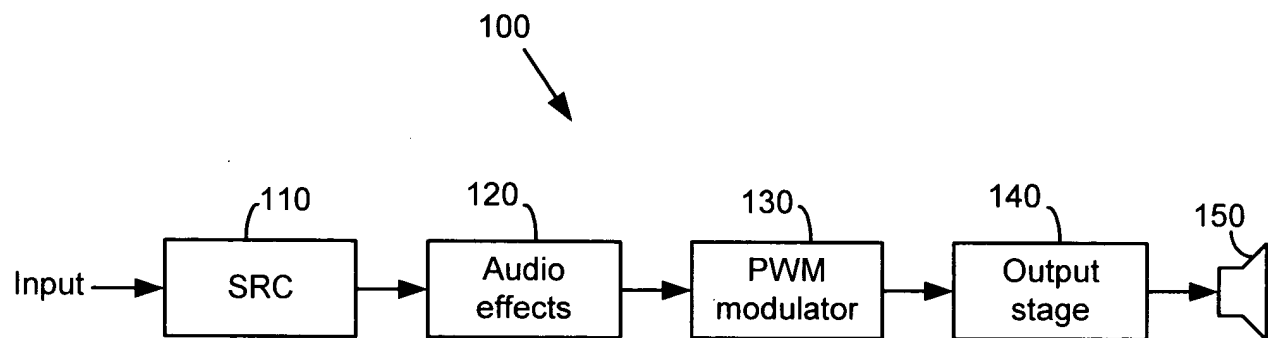 100
110
120
130
140
150
Input
SRC
Audio
effects
PWM
modulator
Output
stage